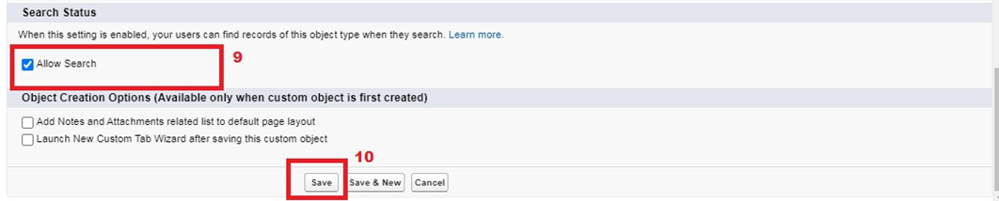 Search Status
When this setting is enabled, your users can find records of this object type when they search. Learn more.
9
Allow Search
Object Creation Options (Available only when custom object is first created)
Add Notes and Attachments related list to default page layout
Launch New Custom Tab Wizard after saving this custom object
10
Save Save & New Cancel